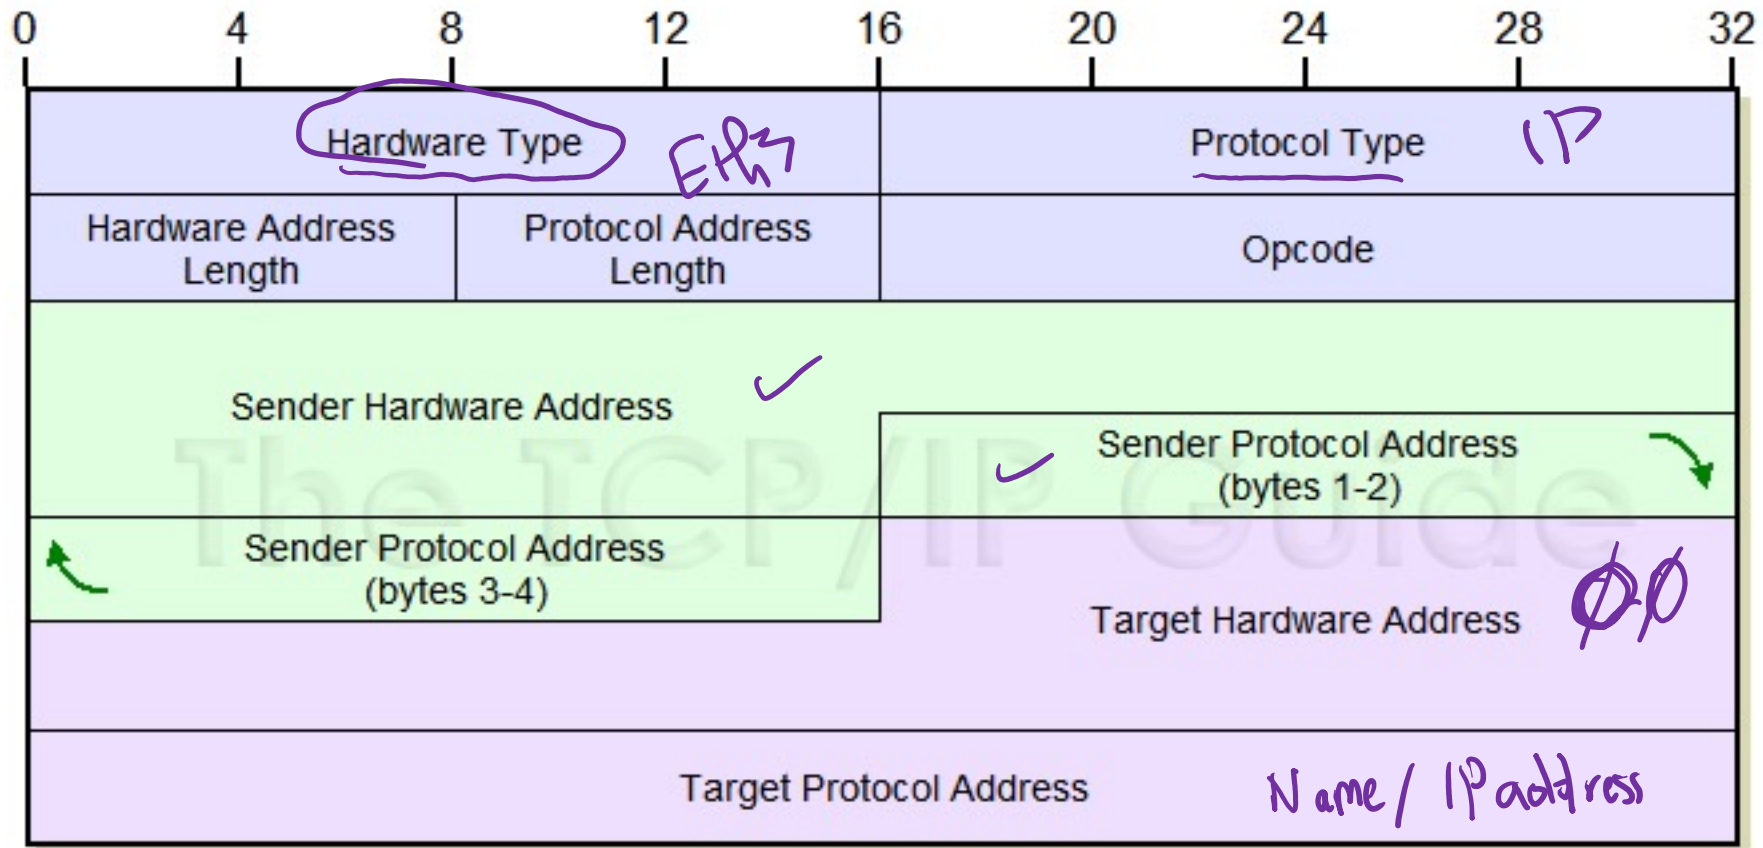 0 4 8 12 16 20 24 28 32
Hardware Type
Protocol Type IP
Hardware Address
Length
Protocol Address
Length
Opcode
Sender Hardware Address
Sender Protocol Address
(bytes 1-2)
The TCP/IP Guide
Sender Protocol Address
(bytes 3-4)
Target Hardware Address
Target Protocol Address Name/IP address